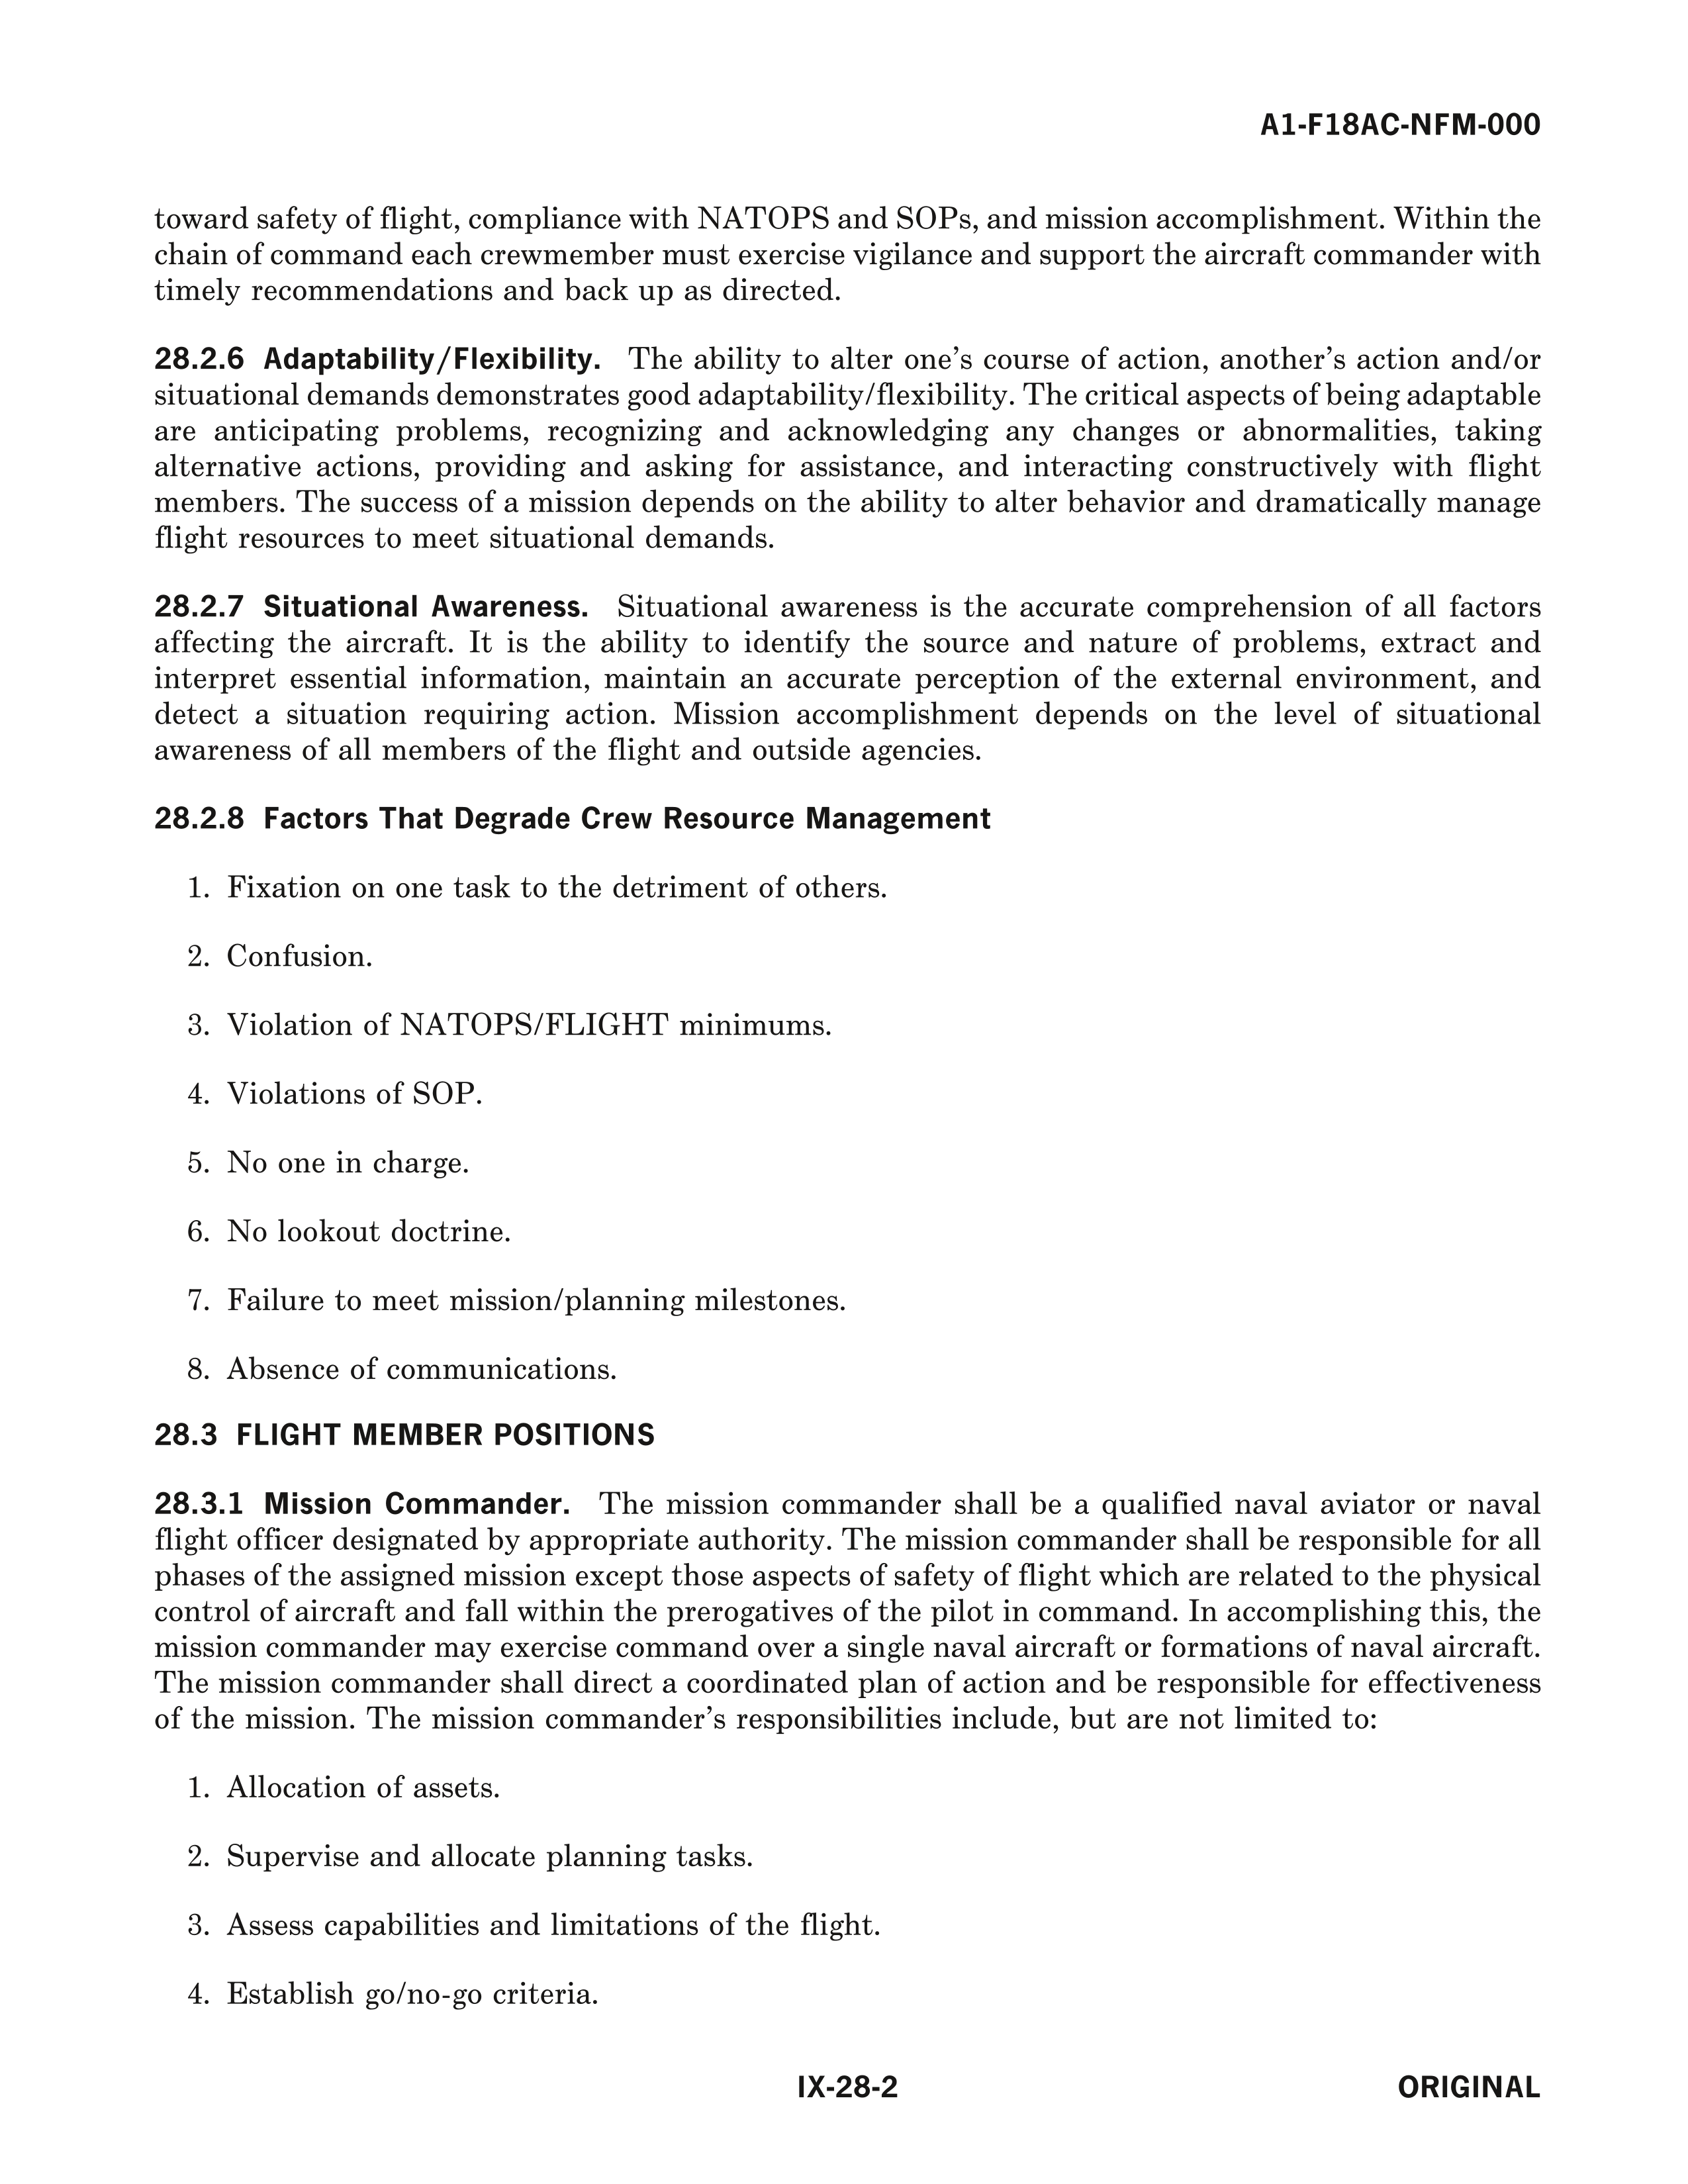 A1-F18AC-NFM-000
toward safety of flight, compliance with NATOPS and SOPs, and mission accomplishment. Within the
chain of command each crewmember must exercise vigilance and support the aircraft commander with
timely recommendations and back up as directed.
28.2.6 Adaptability/Flexibility. The ability to alter one’s course of action, another’s action and/or
situational demands demonstrates good adaptability/flexibility. The critical aspects of being adaptable
are anticipating problems, recognizing and acknowledging any changes or abnormalities, taking
alternative actions, providing and asking for assistance, and interacting constructively with flight
members. The success of a mission depends on the ability to alter behavior and dramatically manage
flight resources to meet situational demands.
28.2.7 Situational Awareness. Situational awareness is the accurate comprehension of all factors
affecting the aircraft. It is the ability to identify the source and nature of problems, extract and
interpret essential information, maintain an accurate perception of the external environment, and
detect a situation requiring action. Mission accomplishment depends on the level of situational
awareness of all members of the flight and outside agencies.
28.2.8 Factors That Degrade Crew Resource Management
1. Fixation on one task to the detriment of others.
2. Confusion.
3. Violation of NATOPS/FLIGHT minimums.
4. Violations of SOP.
5. No one in charge.
6. No lookout doctrine.
7. Failure to meet mission/planning milestones.
8. Absence of communications.
28.3 FLIGHT MEMBER POSITIONS
28.3.1 Mission Commander. The mission commander shall be a qualified naval aviator or naval
flight officer designated by appropriate authority. The mission commander shall be responsible for all
phases of the assigned mission except those aspects of safety of flight which are related to the physical
control of aircraft and fall within the prerogatives of the pilot in command. In accomplishing this, the
mission commander may exercise command over a single naval aircraft or formations of naval aircraft.
The mission commander shall direct a coordinated plan of action and be responsible for effectiveness
of the mission. The mission commander’s responsibilities include, but are not limited to:
1. Allocation of assets.
2. Supervise and allocate planning tasks.
3. Assess capabilities and limitations of the flight.
4. Establish go/no-go criteria.
IX-28-2 ORIGINAL